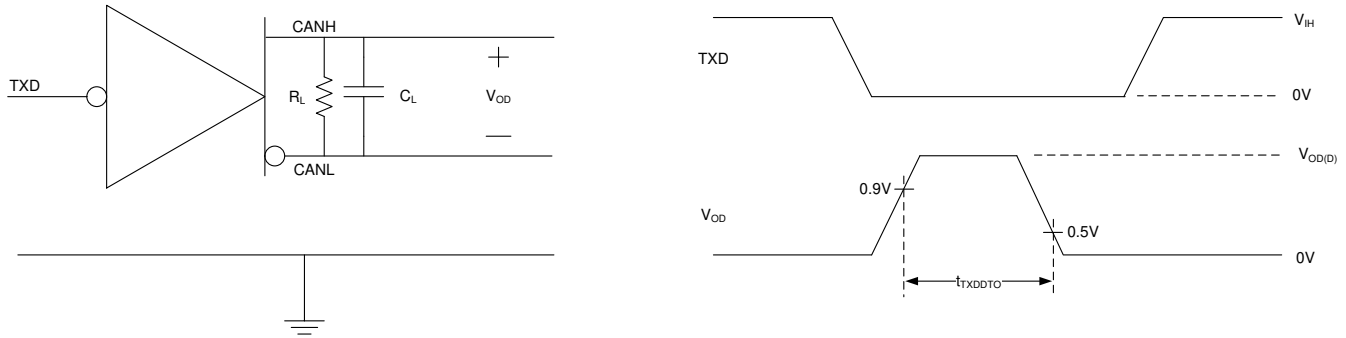 CANH
TXD
R_L
C_L
+
V_OD
—
CANL
V_IH
TXD
0V
V_OD(D)
0.9V
V_OD
0.5V
0V
t_TXDDTO